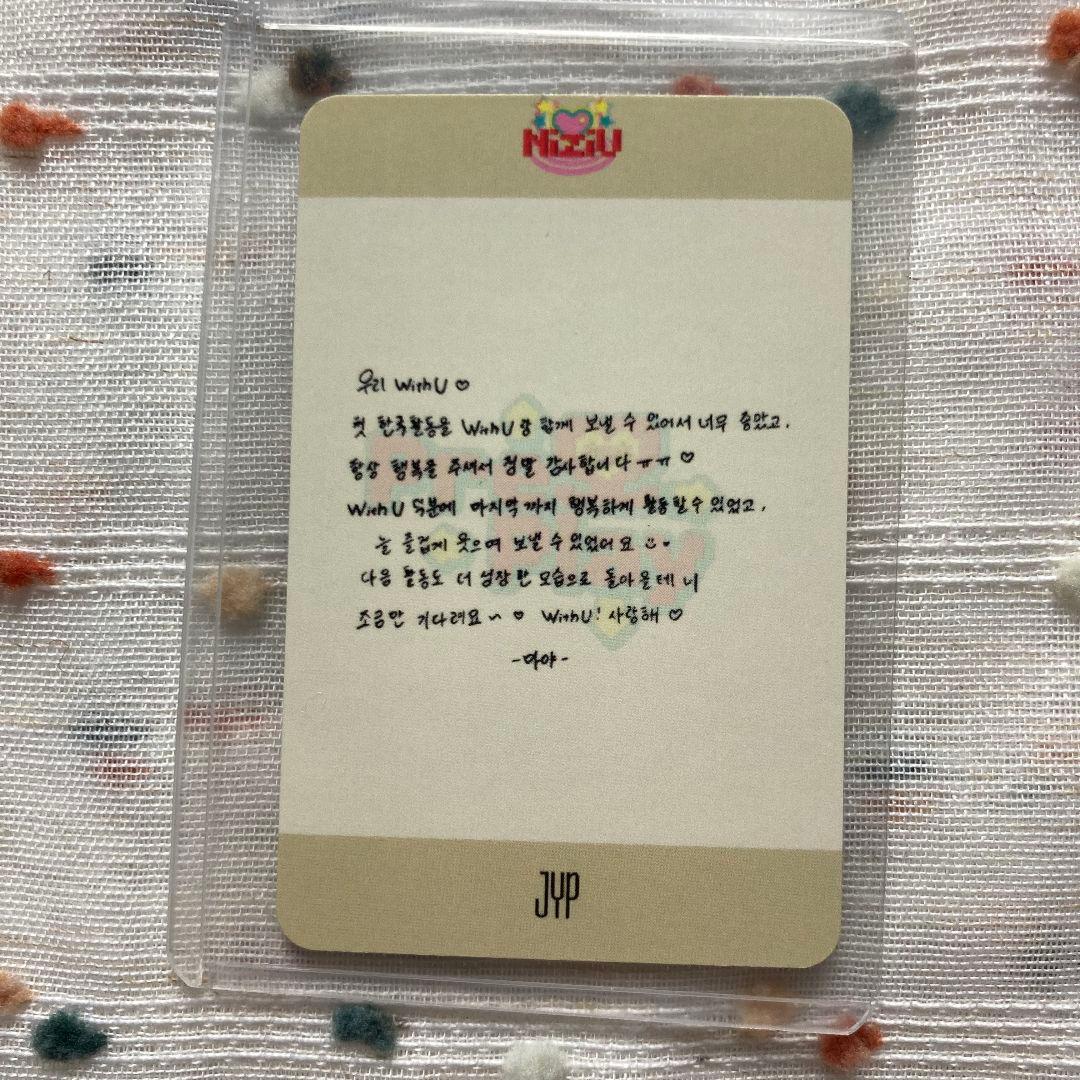 NiziU
우리 WithU ♡
첫 한국활동을 WithU랑 함께 보낼 수 있어서 너무 좋았고,
항상 행복을 주셔서 정말 감사합니다 ㅠㅠ ♡
WithU 덕분에 마지막까지 행복하게 활동할 수 있었고,
늘 즐겁게 웃으며 보낼 수 있었어요
다음 활동도 더 성장한 모습으로 돌아올테니
조금만 기다려요~ ♡ WithU! 사랑해 ♡
-마야-
JYP